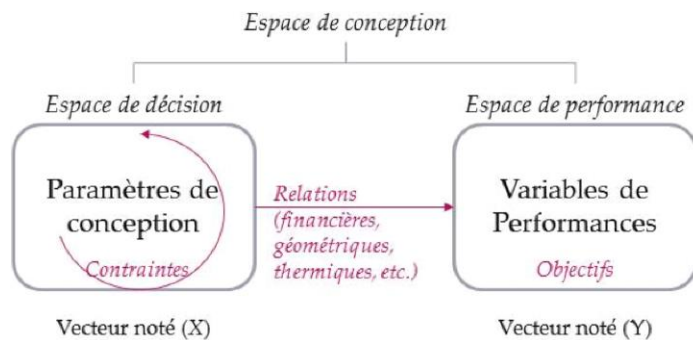 Espace de conception
Espace de décision
Espace de performance
Paramètres de
conception
Contraintes
Relations
(financières,
géométriques,
thermiques, etc.)
Variables de
Performances
Objectifs
Vecteur noté (X)
Vecteur noté (Y)